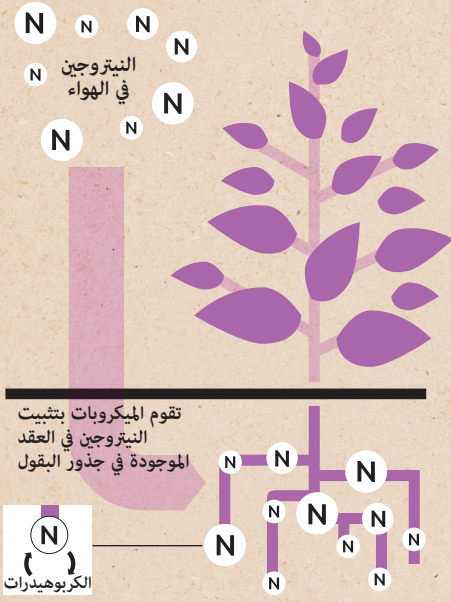 N N N N
N N N N
النيتروجين
في الهواء
تقوم الميكروبات بتثبيت
النيتروجين في العقد
الموجودة في جذور البقول
N N N
N N N
N N N
N N
N
الكربوهيدرات